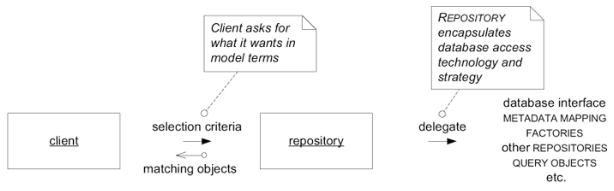 Client asks for
what it wants in
model terms
REPOSITORY
encapsulates
database access
technology and
strategy
client
selection criteria
matching objects
repository
delegate
database interface
METADATA MAPPING
FACTORIES
other REPOSITORIES
QUERY OBJECTS
etc.